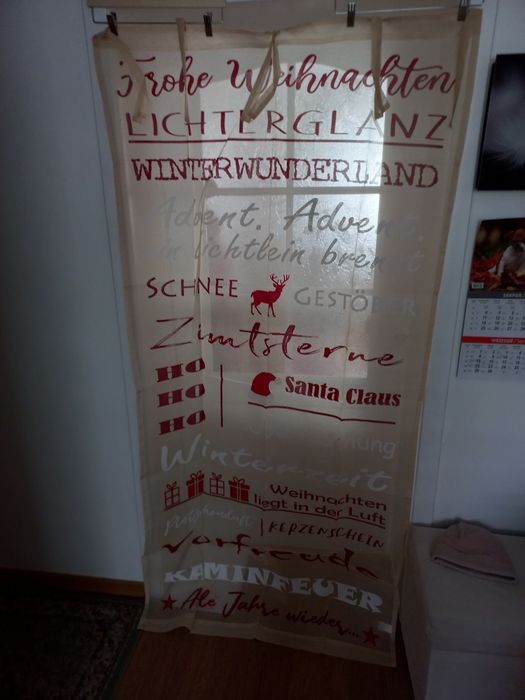 Frohe Weihnachten
LICHTERGLANZ
WINTERWUNDERLAND
Advent, Advent,
ein lichtlein brennt
SCHNEE GESTÖBER
Zimtsterne
HO
HO
HO
Santa Claus
Winterzeit
Weihnachten
liegt in der Luft
KERZENSCHEIN
Vorfreude
KAMINFEUER
Ale Jahre wieder...